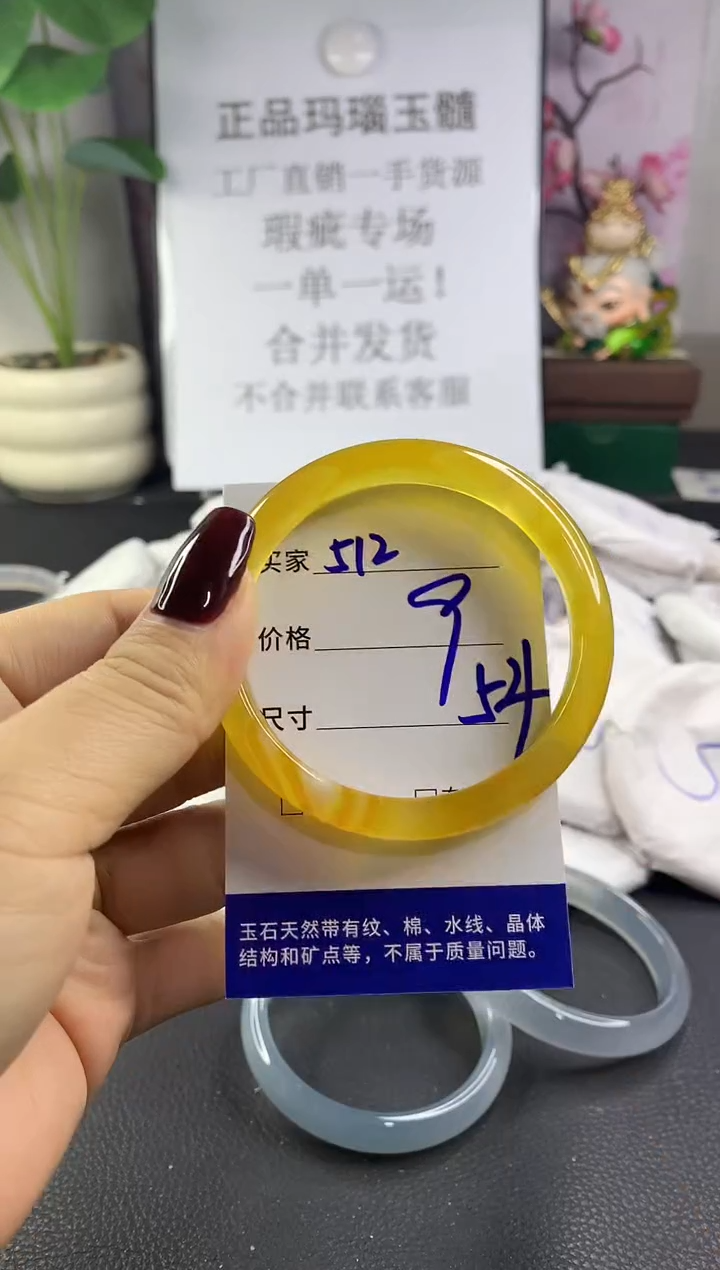 正品玛瑙玉髓
工厂直销一手货源
瑕疵专场
一单一运！
合并发货
不合并联系客服
买家 512
价格 9
尺寸 54
玉石天然带有纹、棉、水线、晶体
结构和矿点等，不属于质量问题。